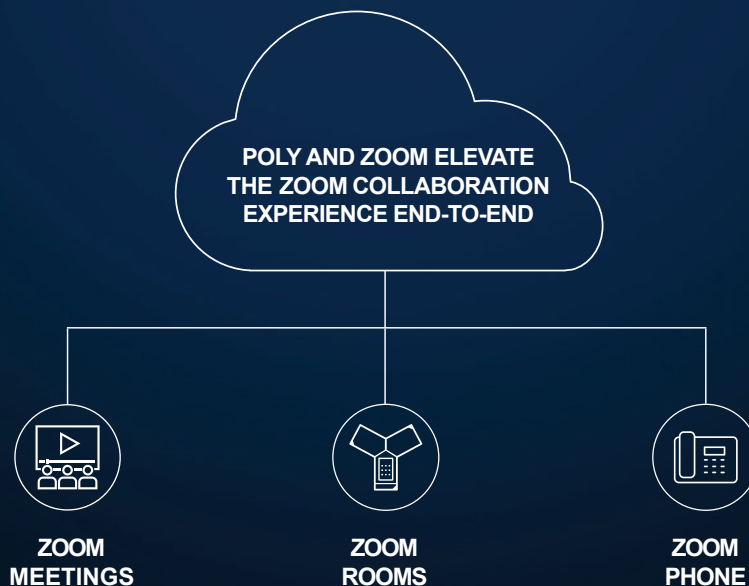 POLY AND ZOOM ELEVATE
THE ZOOM COLLABORATION
EXPERIENCE END-TO-END
ZOOM
MEETINGS
ZOOM
ROOMS
ZOOM
PHONE